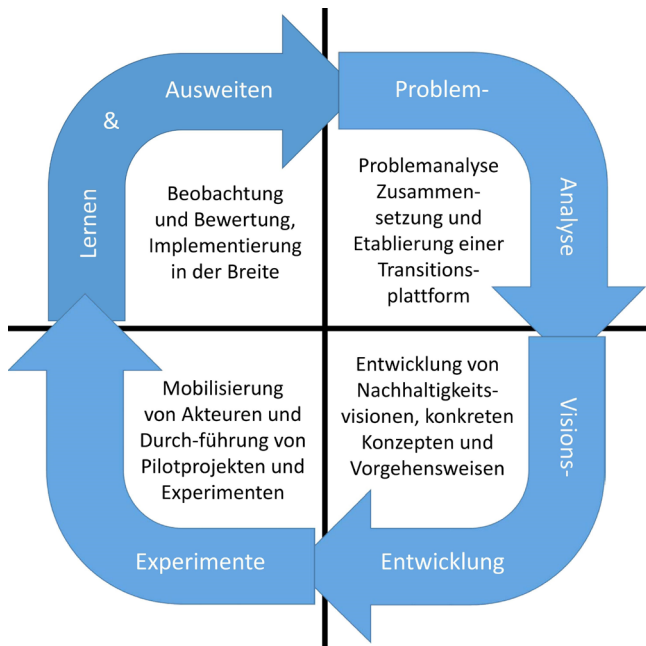 Ausweiten
&
Lernen
Problem-
Analyse
Beobachtung
und Bewertung,
Implementierung
in der Breite
Problemanalyse
Zusammen-
setzung und
Etablierung einer
Transitions-
plattform
Mobilisierung
von Akteuren und
Durch-führung von
Pilotprojekten und
Experimenten
Entwicklung von
Nachhaltigkeits-
visionen, konkreten
Konzepten und
Vorgehensweisen
Visions-
Entwicklung
Experimente